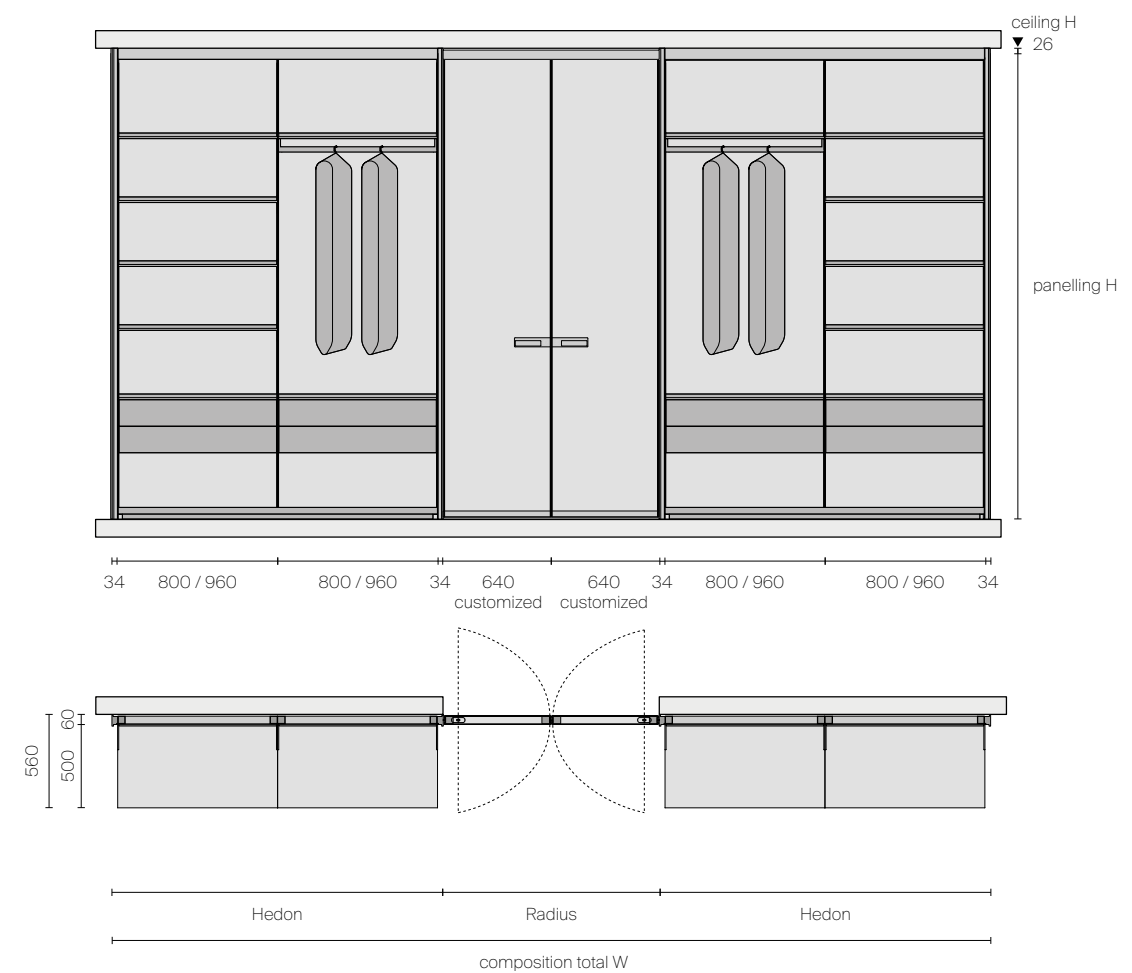 ceiling H
26
panelling H
34 800 / 960 800 / 960 34 640 640 34 800 / 960 800 / 960 34
customized customized
60
560 500
Hedon Radius Hedon
composition total W